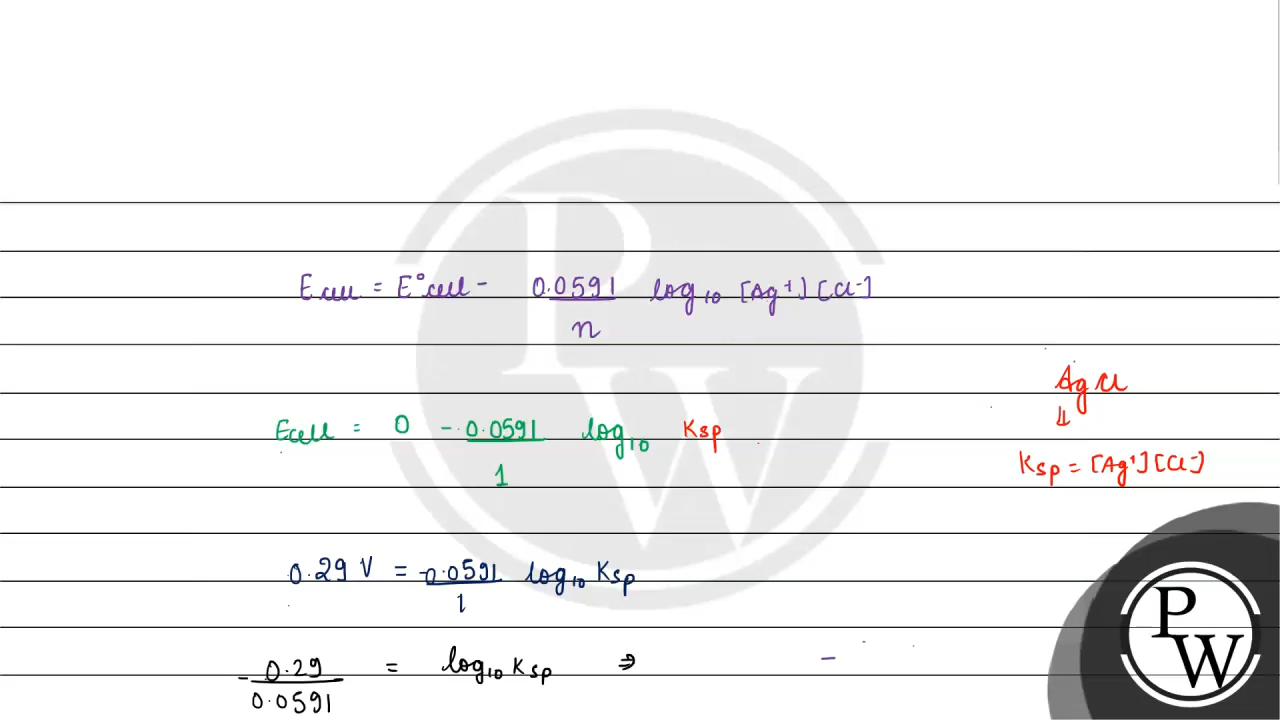 E cell = E°cell - 0.0591/n log₁₀ [Ag⁺][Cl⁻]
AgCl
⇓
Ecell = 0 - 0.0591/1 log₁₀ Ksp
Ksp = [Ag⁺][Cl⁻]
0.29 V = -0.0591/1 log₁₀ Ksp
-0.29/0.0591 = log₁₀ Ksp ⇒ -
P
W
P
W